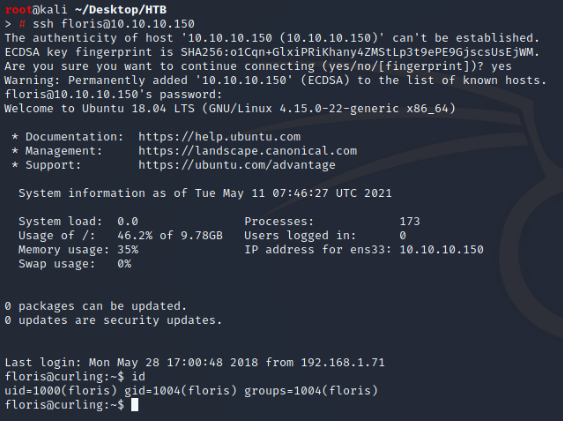 root@kali ~/Desktop/HTB
> # ssh floris@10.10.10.150
The authenticity of host '10.10.10.150 (10.10.10.150)' can't be established.
ECDSA key fingerprint is SHA256:o1Cqn+GlxiPRiKhany4ZMStLp3t9ePE9GjscsUsEjWM.
Are you sure you want to continue connecting (yes/no/[fingerprint])? yes
Warning: Permanently added '10.10.10.150' (ECDSA) to the list of known hosts.
floris@10.10.10.150's password:
Welcome to Ubuntu 18.04 LTS (GNU/Linux 4.15.0-22-generic x86_64)

 * Documentation:  https://help.ubuntu.com
 * Management:     https://landscape.canonical.com
 * Support:        https://ubuntu.com/advantage

  System information as of Tue May 11 07:46:27 UTC 2021

  System load:  0.0               Processes:            173
  Usage of /:   46.2% of 9.78GB   Users logged in:      0
  Memory usage: 35%               IP address for ens33: 10.10.10.150
  Swap usage:   0%

0 packages can be updated.
0 updates are security updates.

Last login: Mon May 28 17:00:48 2018 from 192.168.1.71
floris@curling:~$ id
uid=1000(floris) gid=1004(floris) groups=1004(floris)
floris@curling:~$